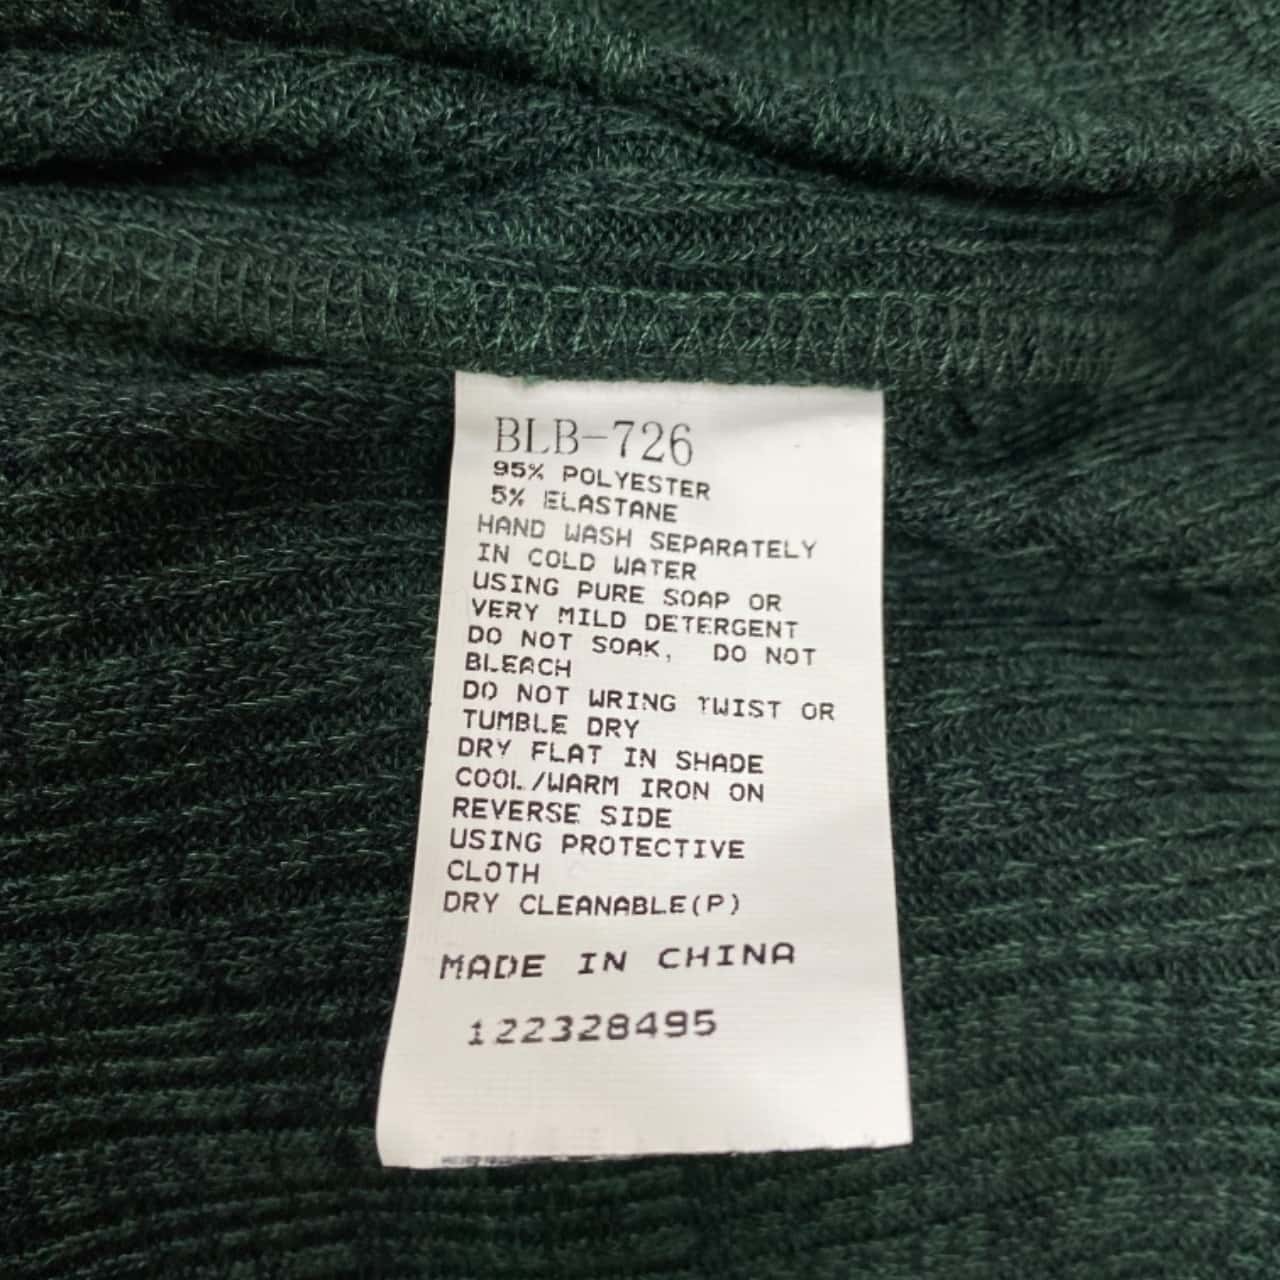 BLB-726
95% POLYESTER
5% ELASTANE
HAND WASH SEPARATELY
IN COLD WATER
USING PURE SOAP OR
VERY MILD DETERGENT
DO NOT SOAK, DO NOT
BLEACH
DO NOT WRING TWIST OR
TUMBLE DRY
DRY FLAT IN SHADE
COOL/WARM IRON ON
REVERSE SIDE
USING PROTECTIVE
CLOTH
DRY CLEANABLE(P)
MADE IN CHINA
122328495